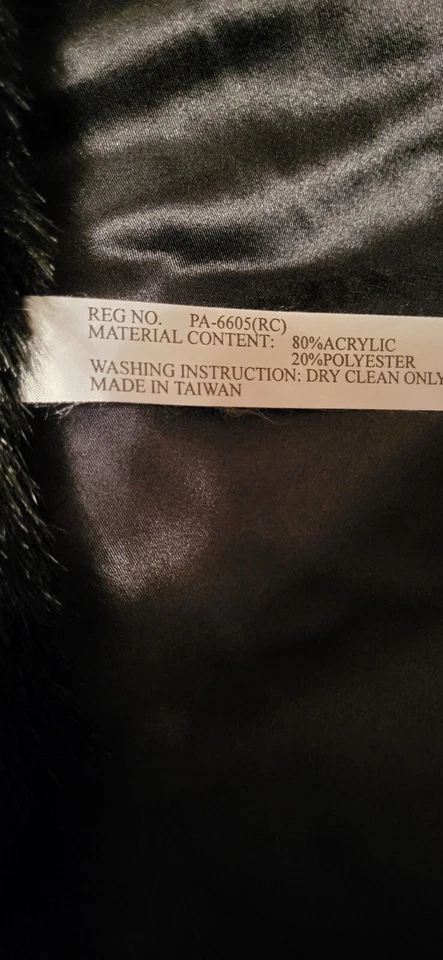 REG NO. PA-6605(RC)
MATERIAL CONTENT: 80%ACRYLIC
20%POLYESTER
WASHING INSTRUCTION: DRY CLEAN ONLY
MADE IN TAIWAN